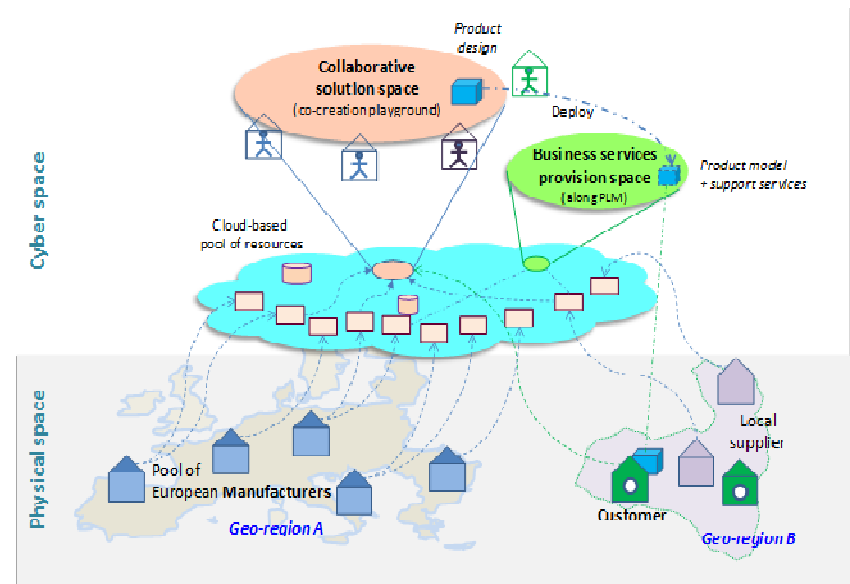 Product
design
Collaborative
solution space
(co-creation playground)
Deploy
Business services
provision space
(along PLM)
Product model
+ support services
Cyber space
Cloud-based
pool of resources
Physical space
Local
supplier
Pool of
European Manufacturers
Customer
Geo-region A
Geo-region B